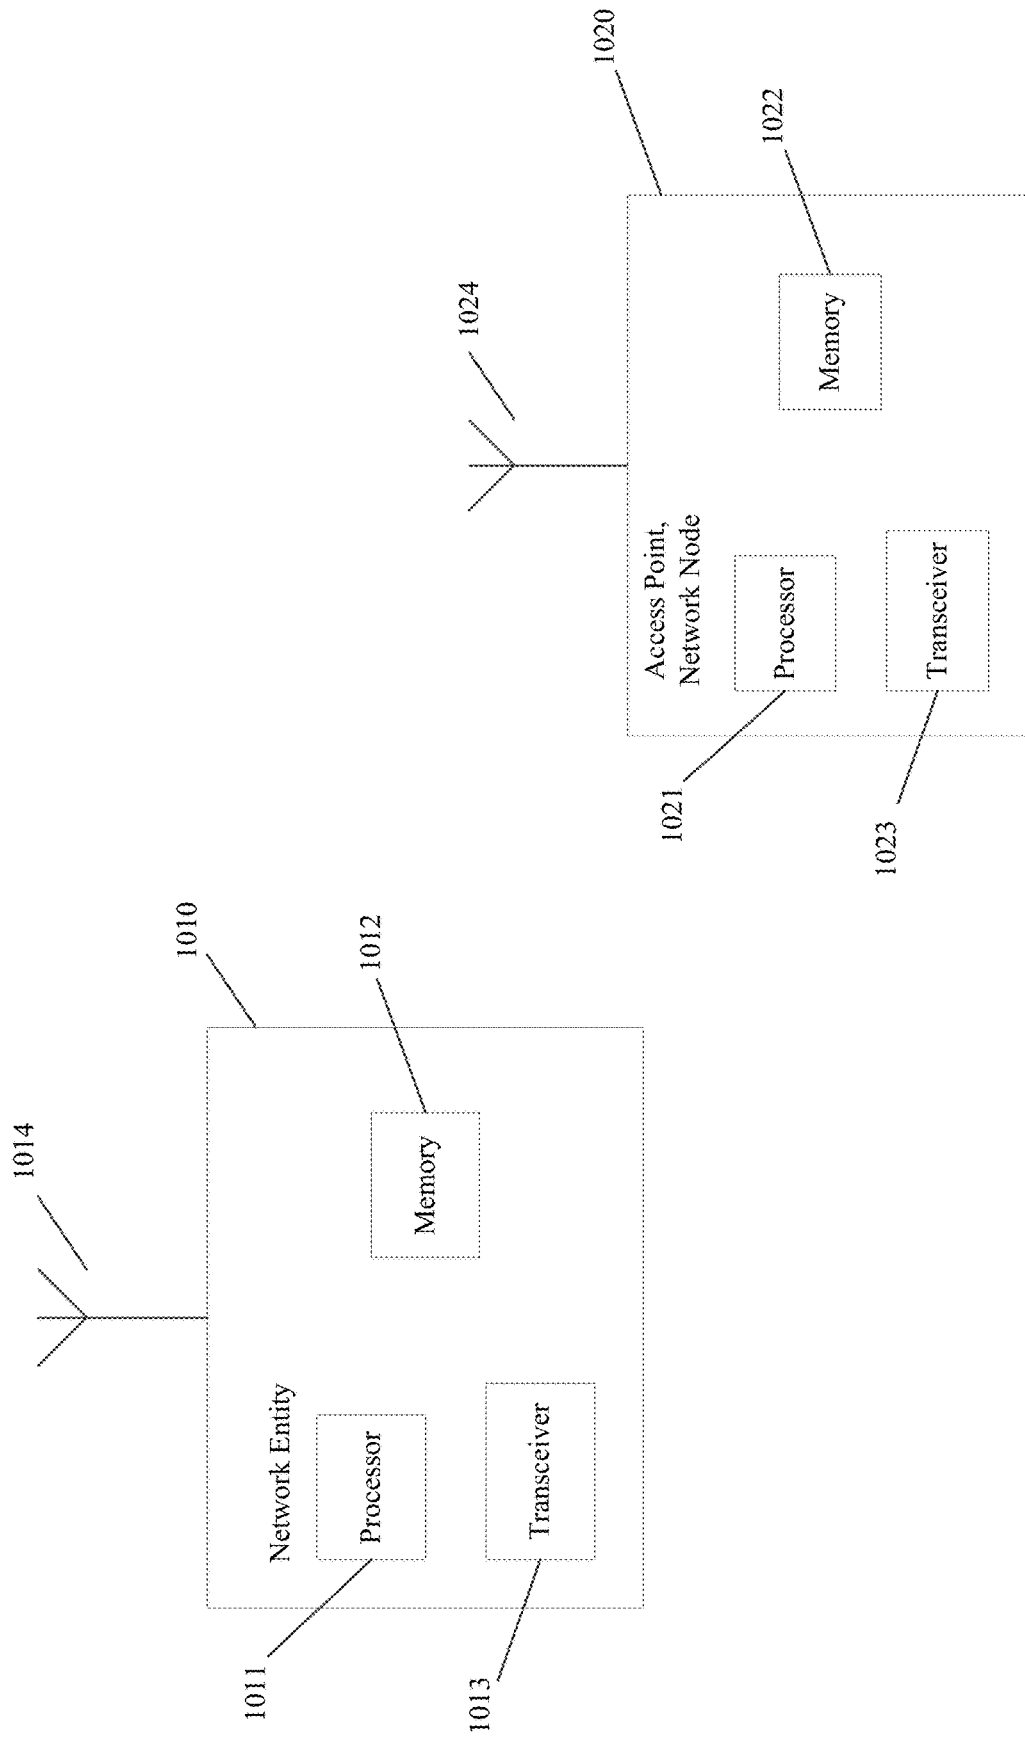 1014
1010
Network Entity
1012
Processor
Memory
1011
Transceiver
1013
1024
1020
Access Point,
Network Node
1022
Processor
Memory
1021
Transceiver
1023